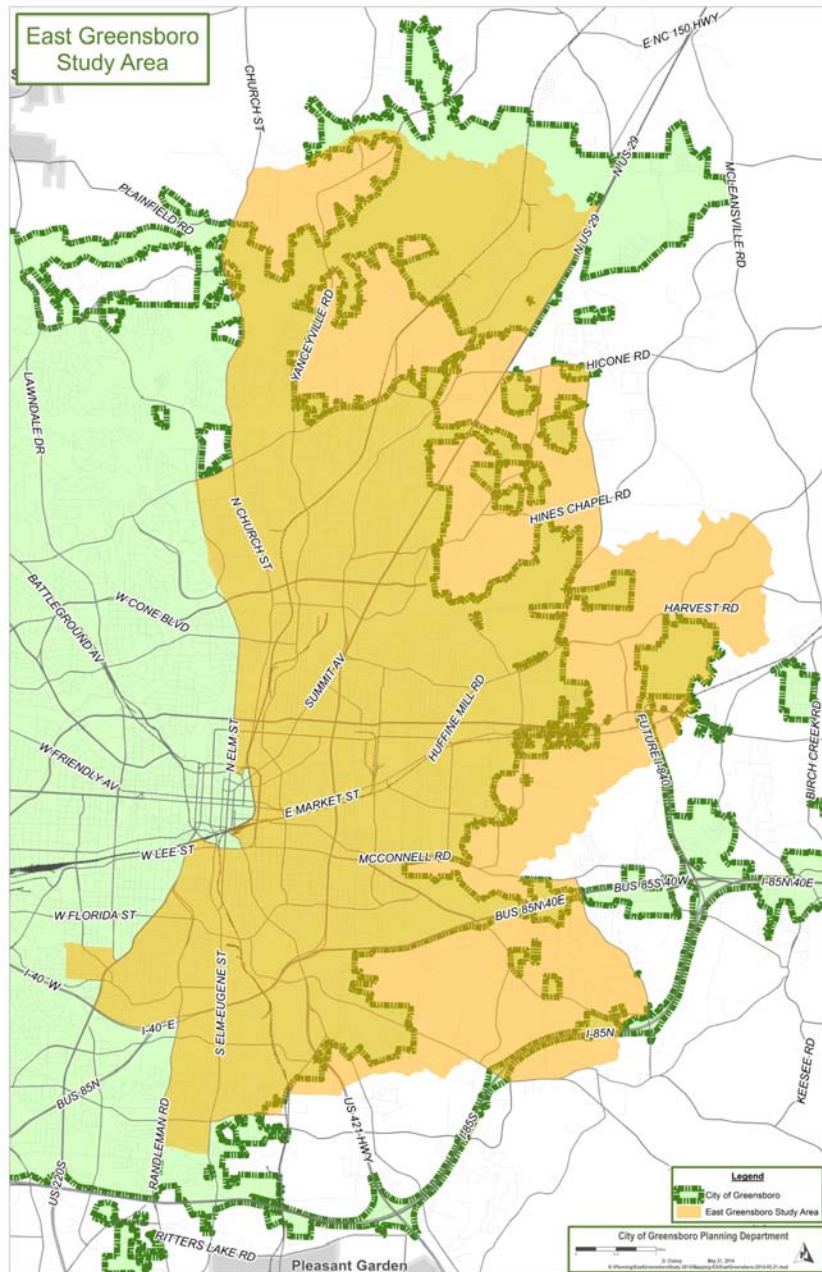 East Greensboro
Study Area
E NC 150 HWY
CHURCH ST
N US 29
MCLEANSVILLE RD
PLAINFIELD RD
N US 29
YANCEYVILLE RD
HICONE RD
LAWNDALE DR
N CHURCH ST
HINES CHAPEL RD
BATTLEGROUND AV
W CONE BLVD
HARVEST RD
SUMMIT AV
HUFFINE MILL RD
N ELM ST
FUTURE I-840
BIRCH CREEK RD
W FRIENDLY AV
E MARKET ST
W LEE ST
MCCONNELL RD
BUS 85S\40W
I-85N\40E
BUS 85N\40E
W FLORIDA ST
I-40 W
S ELM-EUGENE ST
I-40 E
I-85N
KEESEE RD
BUS 85N
I-85S
RANDLEMAN RD
US 421 HWY
US 220S
RITTERS LAKE RD
Pleasant Garden
Legend
City of Greensboro
East Greensboro Study Area
City of Greensboro Planning Department
May 21, 2014